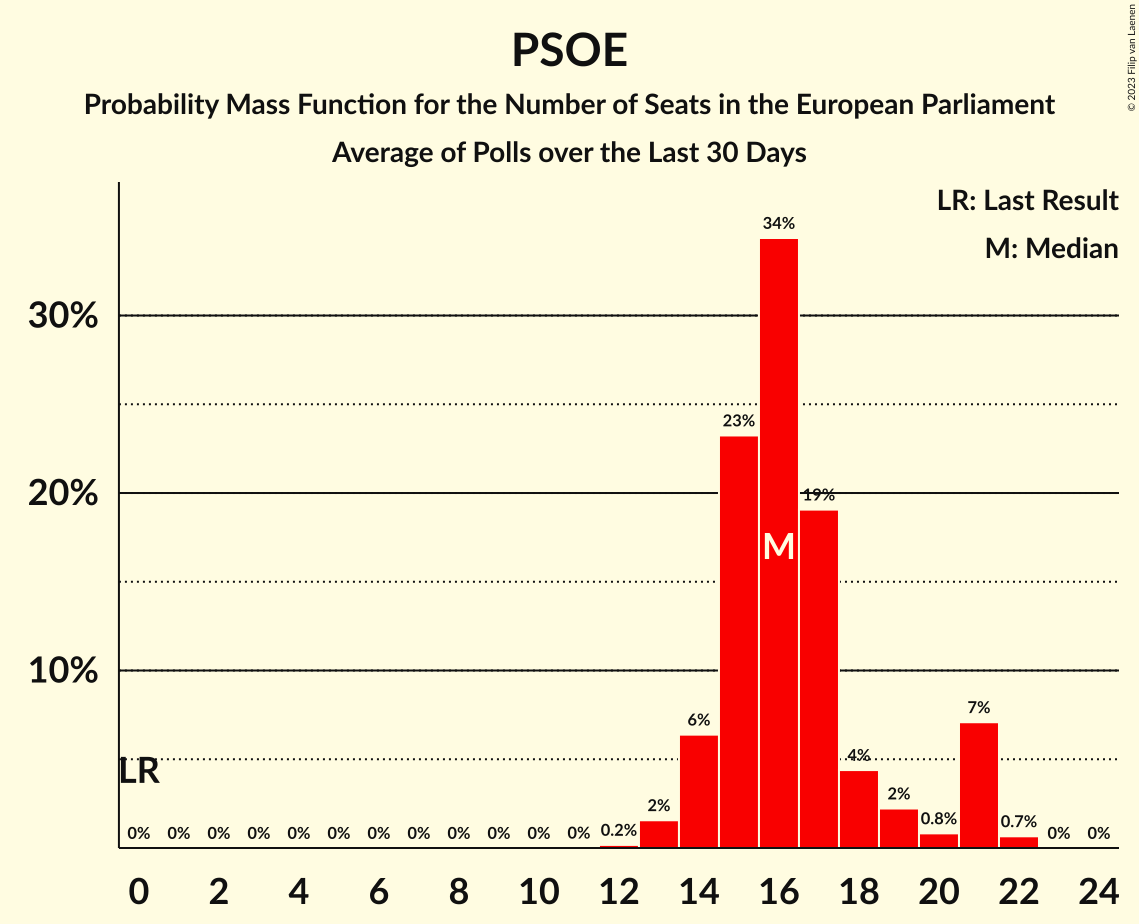 PSOE
Probability Mass Function for the Number of Seats in the European Parliament
Average of Polls over the Last 30 Days
© 2023 Filip van Laenen
LR: Last Result
M: Median
34%
30%
23%
20%
19%
M
10%
7%
6%
LR
4%
2%
2%
0% 0% 0% 0% 0% 0% 0% 0% 0% 0% 0% 0% 0.2% 0.8% 0.7% 0% 0%
0 2 4 6 8 10 12 14 16 18 20 22 24